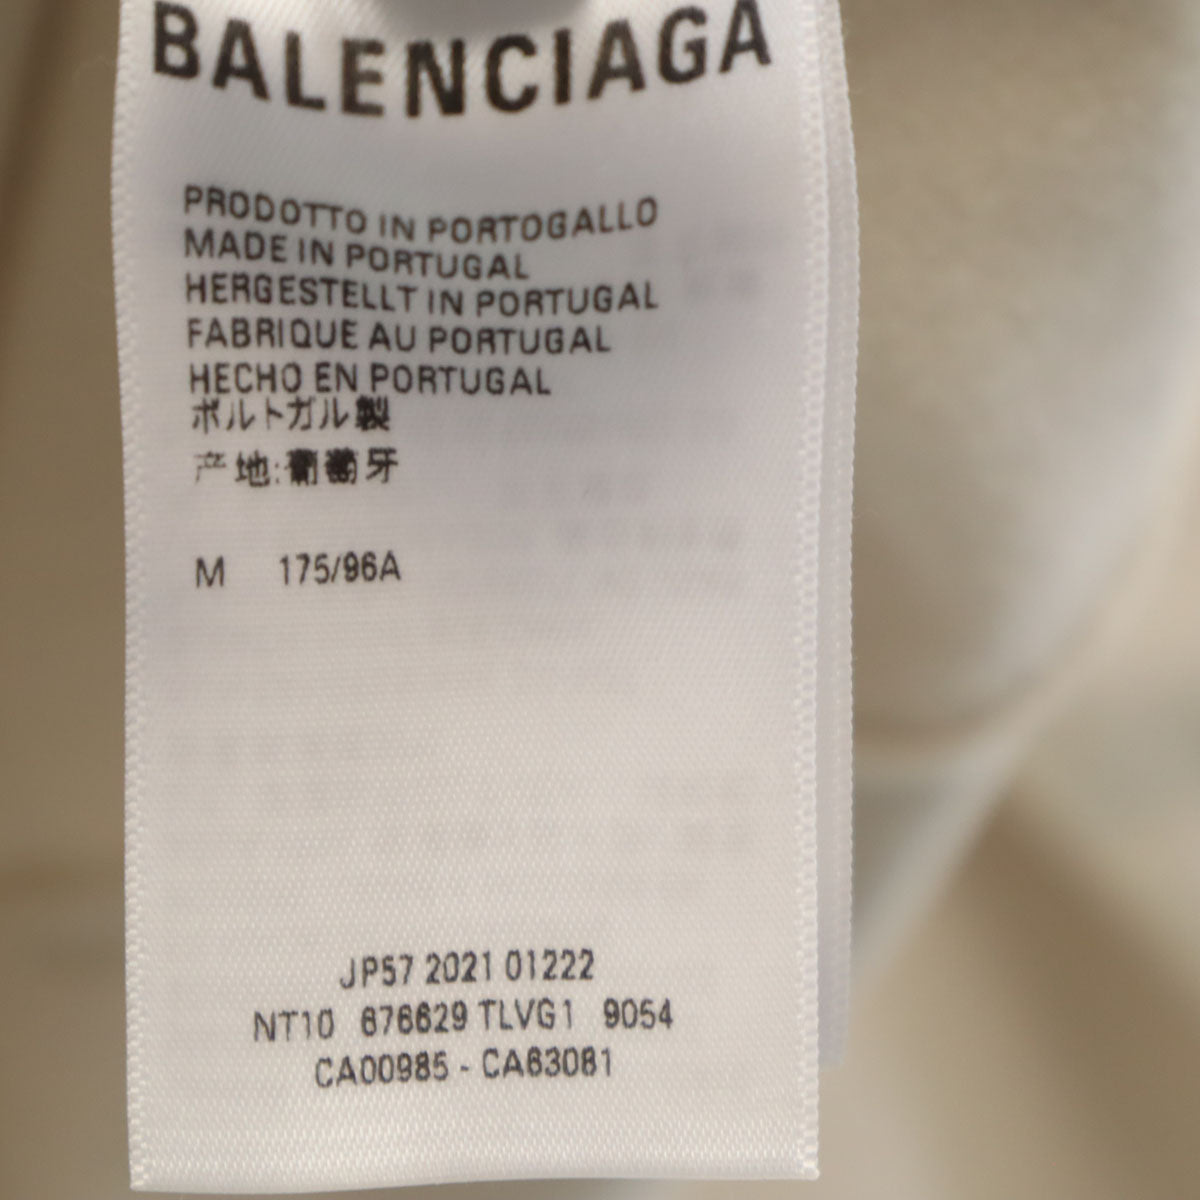 BALENCIAGA
PRODOTTO IN PORTOGALLO
MADE IN PORTUGAL
HERGESTELLT IN PORTUGAL
FABRIQUE AU PORTUGAL
HECHO EN PORTUGAL
ポルトガル製
产地:葡萄牙
M 175/96A
JP57 2021 01222
NT10 676629 TLVG1 9054
CA00985 - CA63081